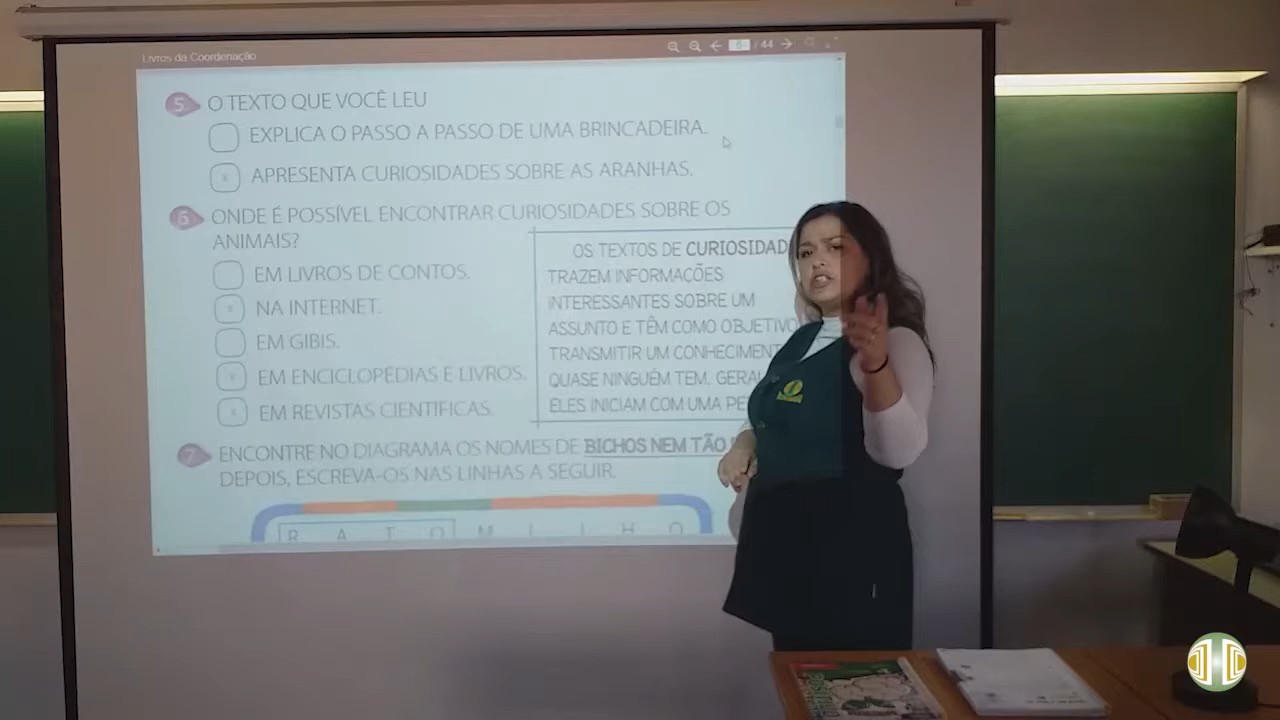 Livros da Coordenação
6 / 44
5 O TEXTO QUE VOCÊ LEU
EXPLICA O PASSO A PASSO DE UMA BRINCADEIRA.
x APRESENTA CURIOSIDADES SOBRE AS ARANHAS.
6 ONDE É POSSÍVEL ENCONTRAR CURIOSIDADES SOBRE OS
ANIMAIS?
EM LIVROS DE CONTOS.
x NA INTERNET.
EM GIBIS.
x EM ENCICLOPÉDIAS E LIVROS.
x EM REVISTAS CIENTÍFICAS.
OS TEXTOS DE CURIOSIDAD
TRAZEM INFORMAÇÕES
INTERESSANTES SOBRE UM
ASSUNTO E TÊM COMO OBJETIVO
TRANSMITIR UM CONHECIMENT
QUASE NINGUÉM TEM. GERAL
ELES INICIAM COM UMA PE
7 ENCONTRE NO DIAGRAMA OS NOMES DE BICHOS NEM TÃO
DEPOIS, ESCREVA-OS NAS LINHAS A SEGUIR.
R A T O M I L H O